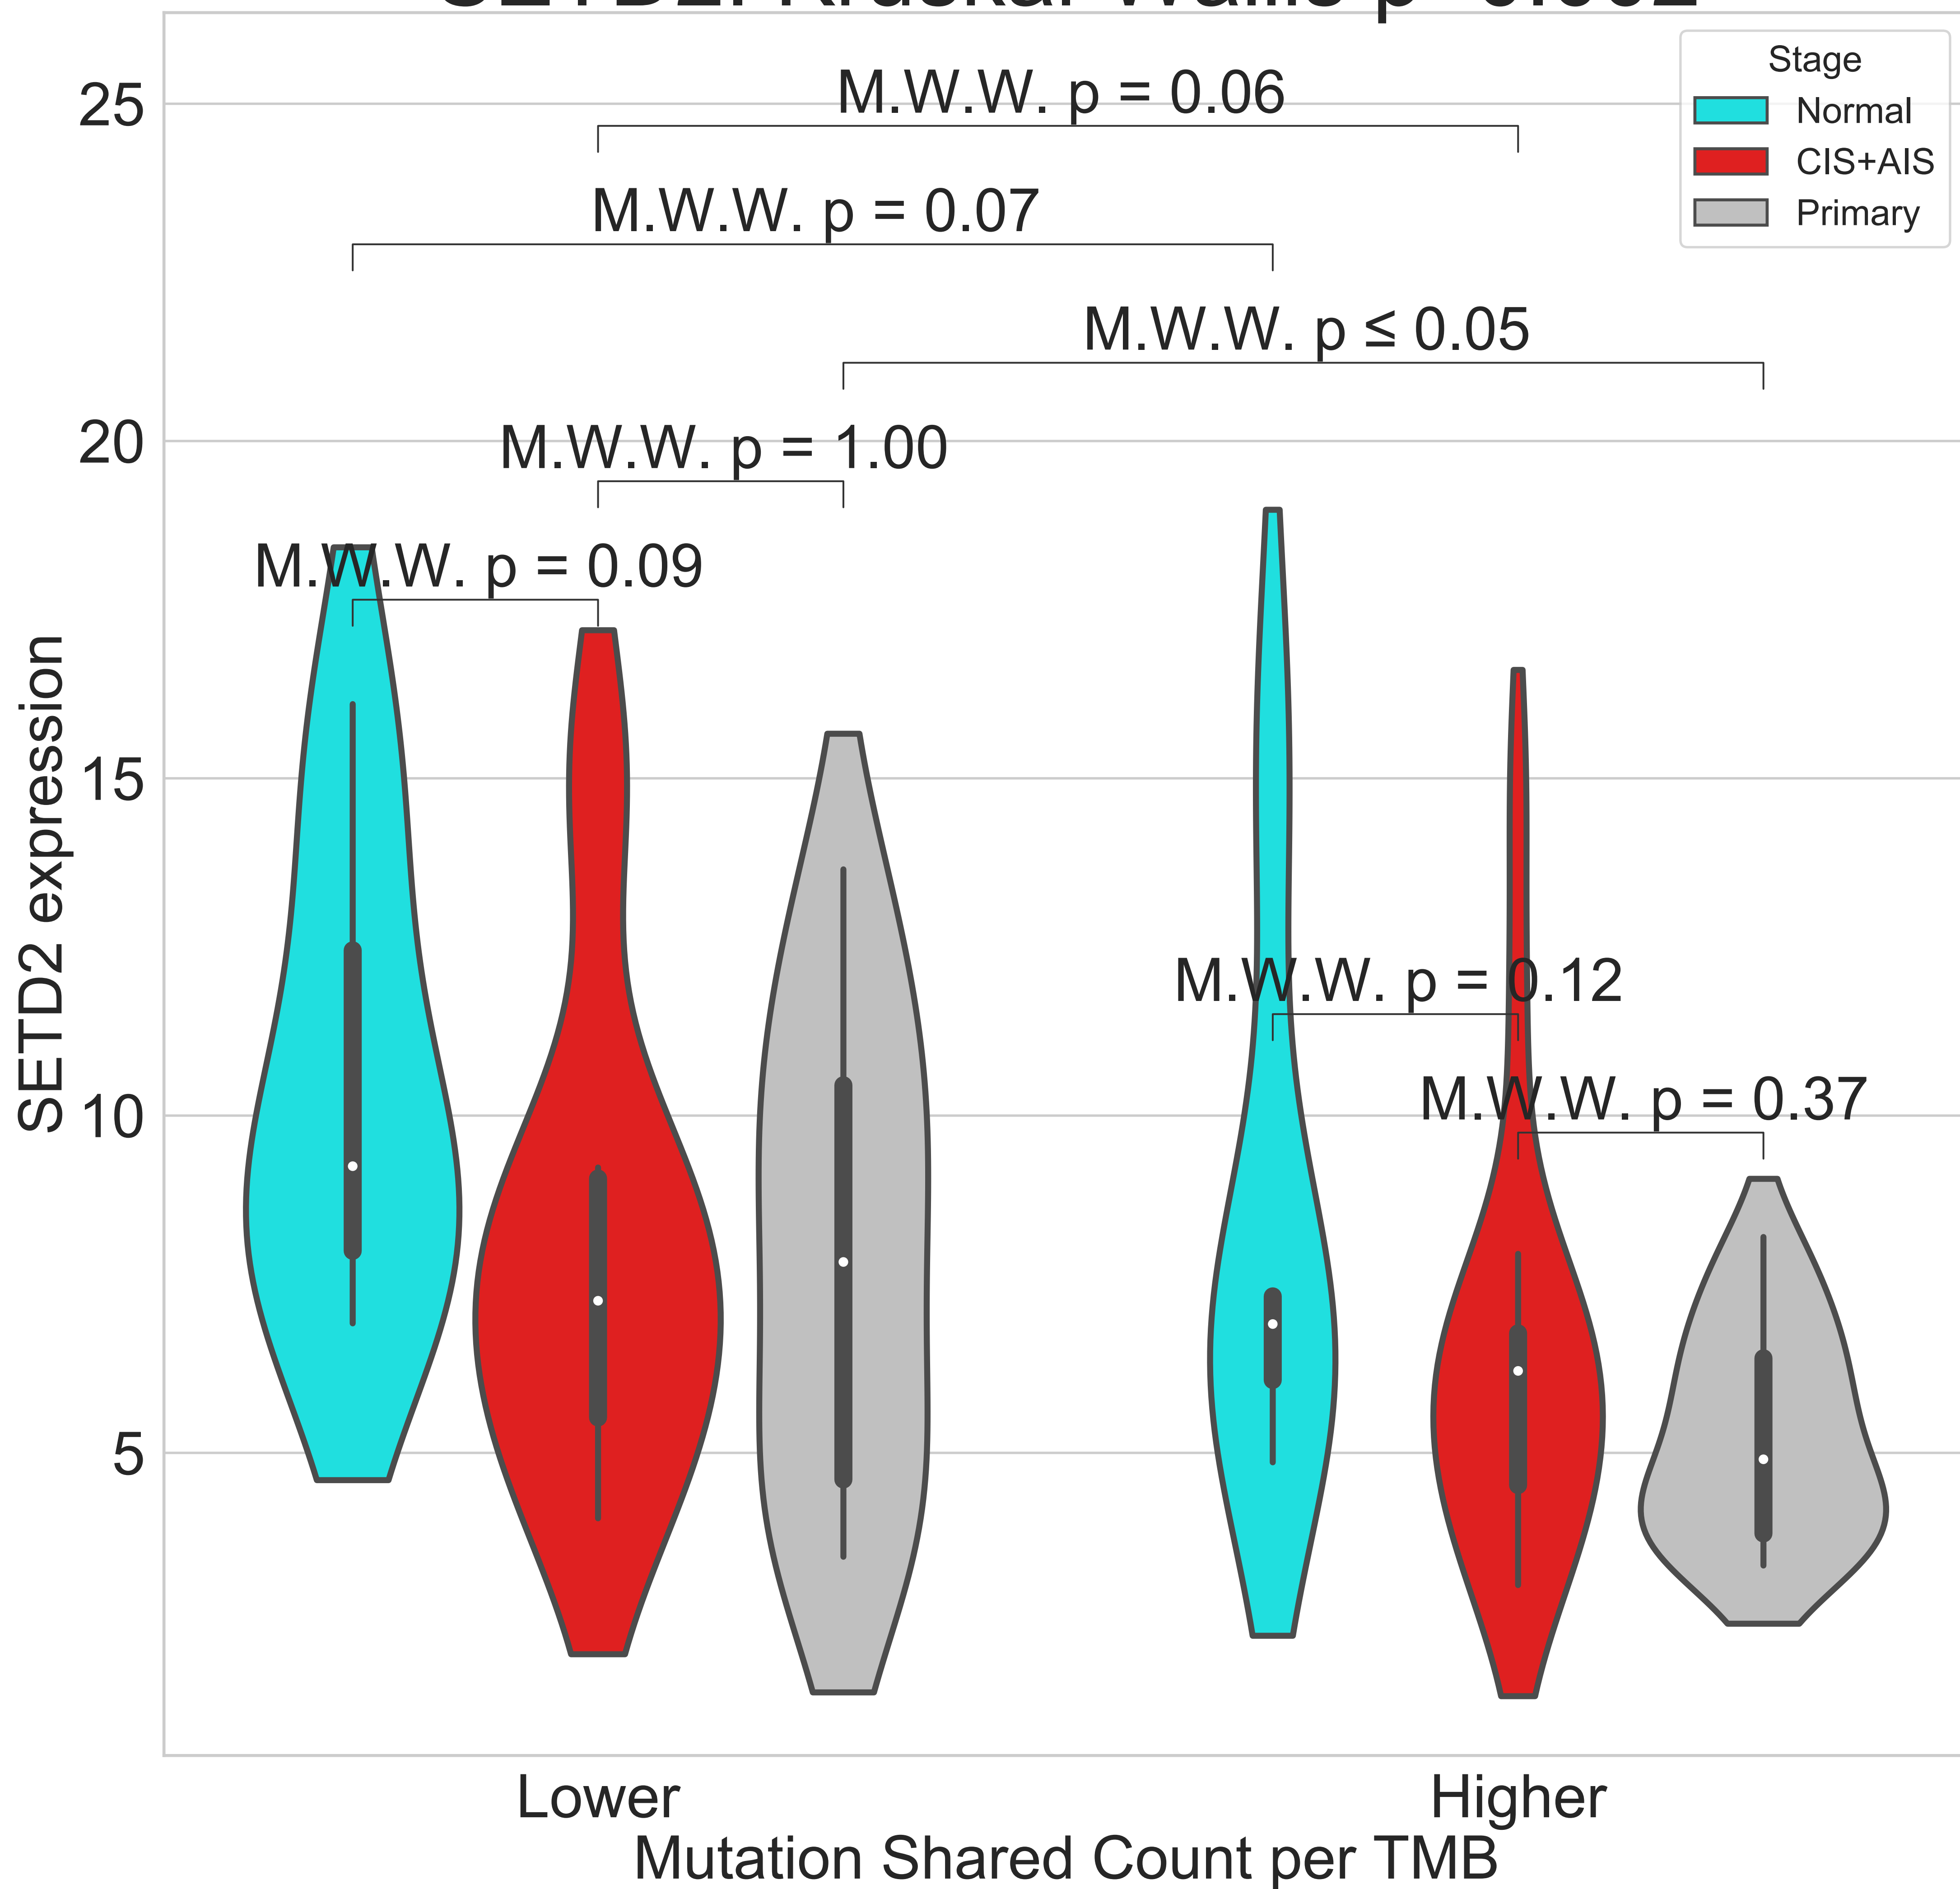 Stage
Normal
CIS+AIS
Primary
M.W.W. p = 0.06
M.W.W. p = 0.07
M.W.W. p ≤ 0.05
M.W.W. p = 1.00
M.W.W. p = 0.09
M.W.W. p = 0.12
M.W.W. p = 0.37
25
20
15
10
5
SETD2 expression
Lower
Higher
Mutation Shared Count per TMB